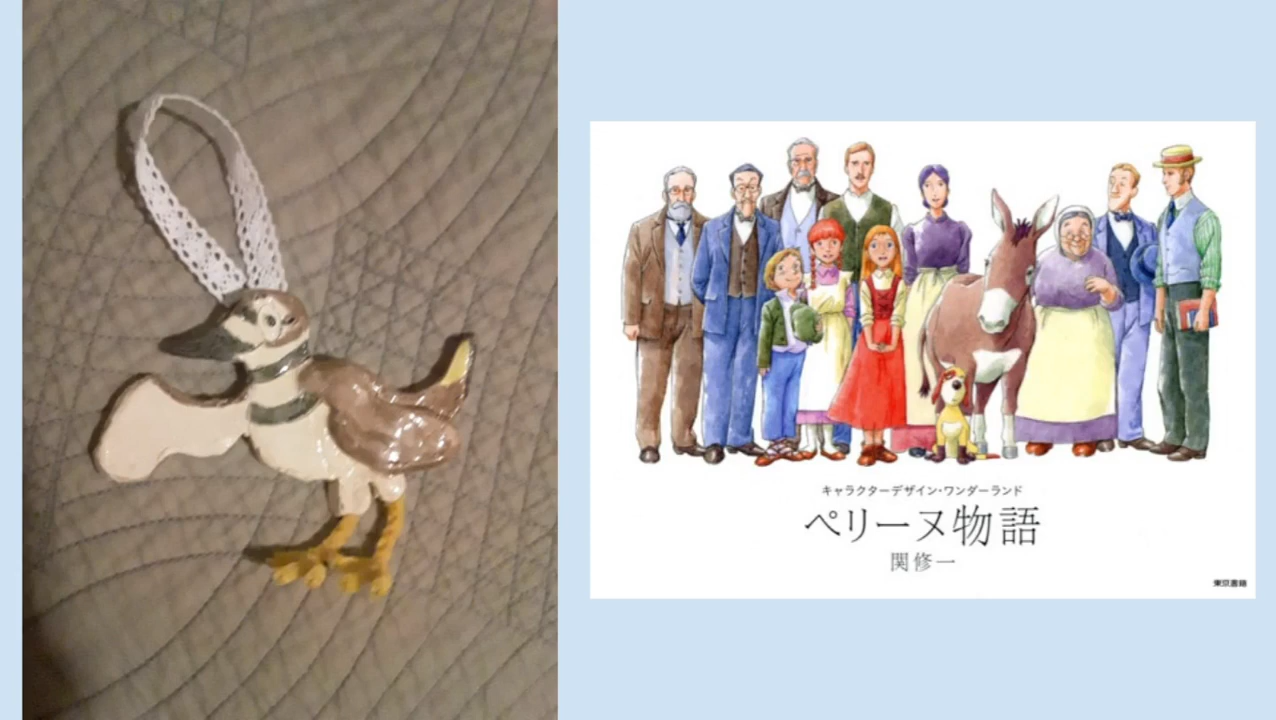 キャラクターデザイン・ワンダーランド
ペリーヌ物語
関修一
東京書籍